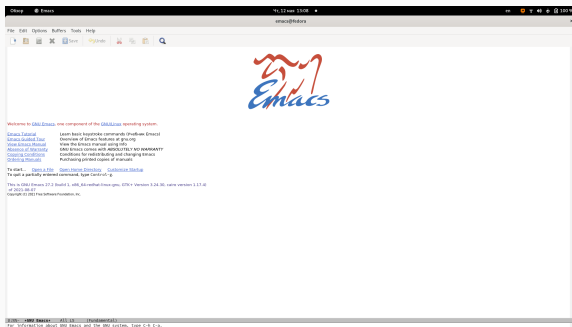 Обзор Emacs Чт, 12 мая 13:08 en 100 %
emacs@fedora
File Edit Options Buffers Tools Help
Save Undo
Emacs
Welcome to GNU Emacs, one component of the GNU/Linux operating system.
Emacs Tutorial Learn basic keystroke commands (Учебник Emacs)
Emacs Guided Tour Overview of Emacs features at gnu.org
View Emacs Manual View the Emacs manual using Info
Absence of Warranty GNU Emacs comes with ABSOLUTELY NO WARRANTY
Copying Conditions Conditions for redistributing and changing Emacs
Ordering Manuals Purchasing printed copies of manuals
To start... Open a File Open Home Directory Customize Startup
To quit a partially entered command, type Control-g.
This is GNU Emacs 27.2 (build 1, x86_64-redhat-linux-gnu, GTK+ Version 3.24.30, cairo version 1.17.4)
of 2021-08-07
Copyright (C) 2021 Free Software Foundation, Inc.
U:%%- *GNU Emacs* All L5 (Fundamental)
For information about GNU Emacs and the GNU system, type C-h C-a.